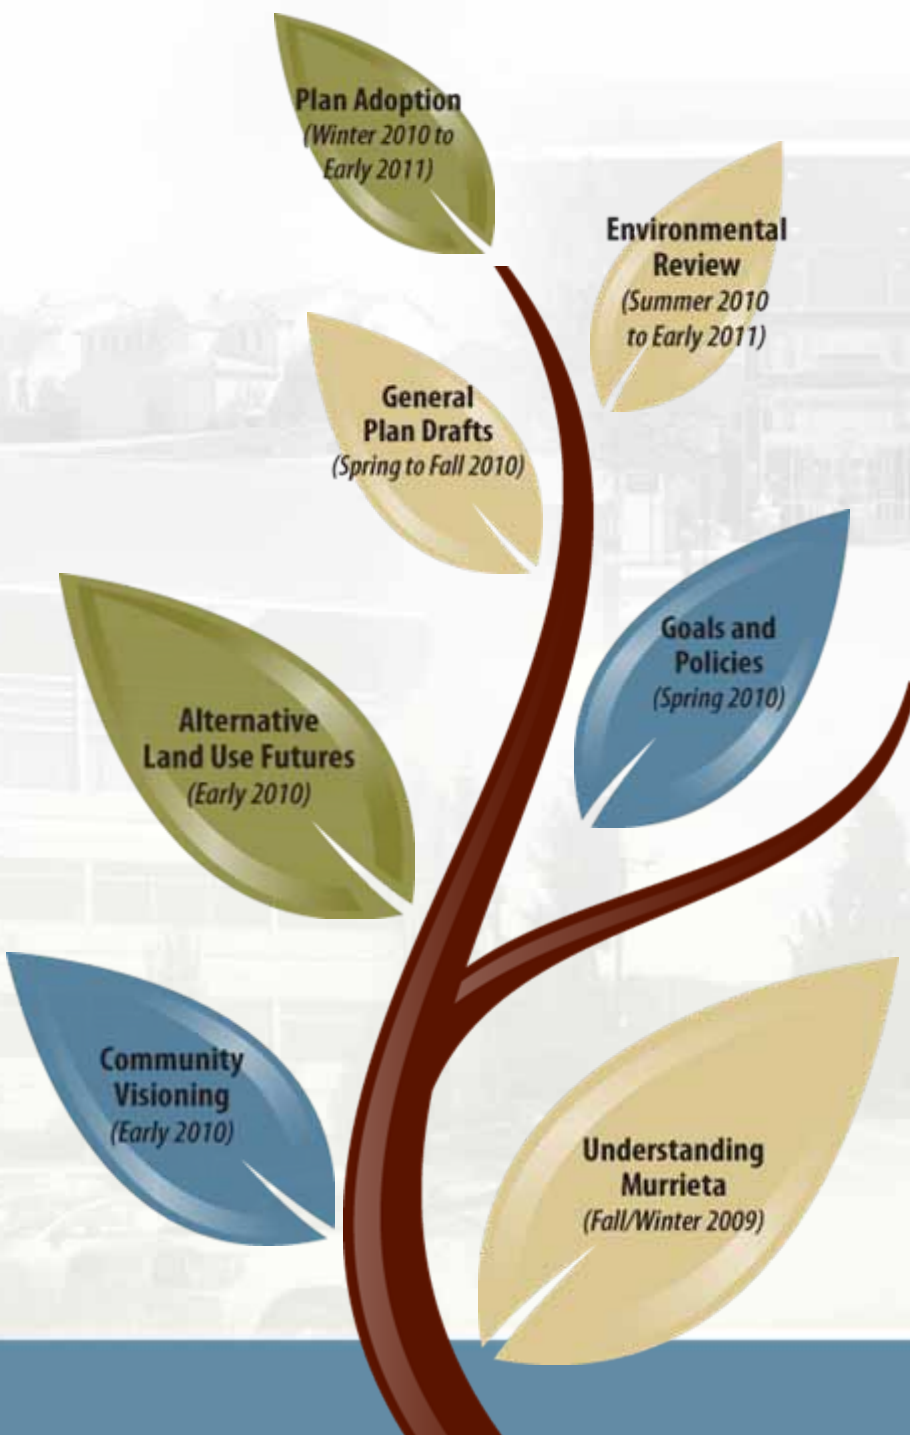 Plan Adoption
(Winter 2010 to
Early 2011)
Environmental
Review
(Summer 2010
to Early 2011)
General
Plan Drafts
(Spring to Fall 2010)
Goals and
Policies
(Spring 2010)
Alternative
Land Use Futures
(Early 2010)
Community
Visioning
(Early 2010)
Understanding
Murrieta
(Fall/Winter 2009)